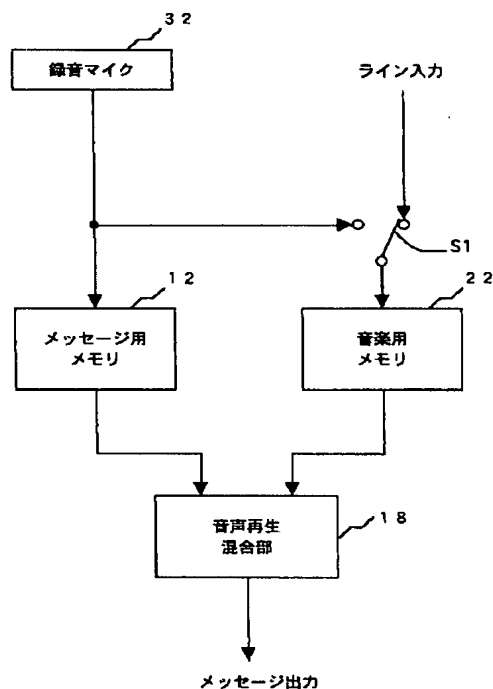 ３２
録音マイク
ライン入力
S1
１２
２２
メッセージ用
メモリ
音楽用
メモリ
１８
音声再生
混合部
メッセージ出力